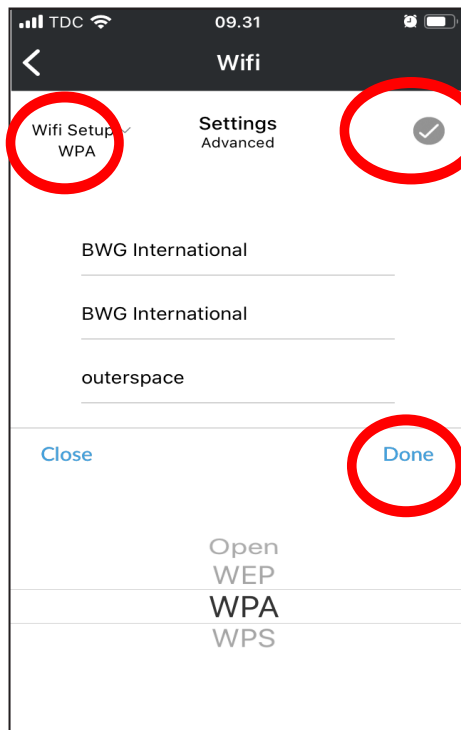 TDC 09.31
Wifi
Wifi Setup Settings
WPA Advanced
BWG International
BWG International
outerspace
Close Done
Open
WEP
WPA
WPS